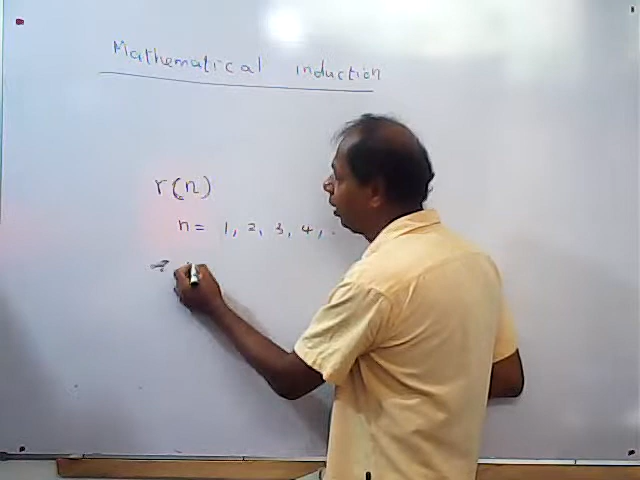 Mathematical induction
r(n)
n = 1, 2, 3, 4, .